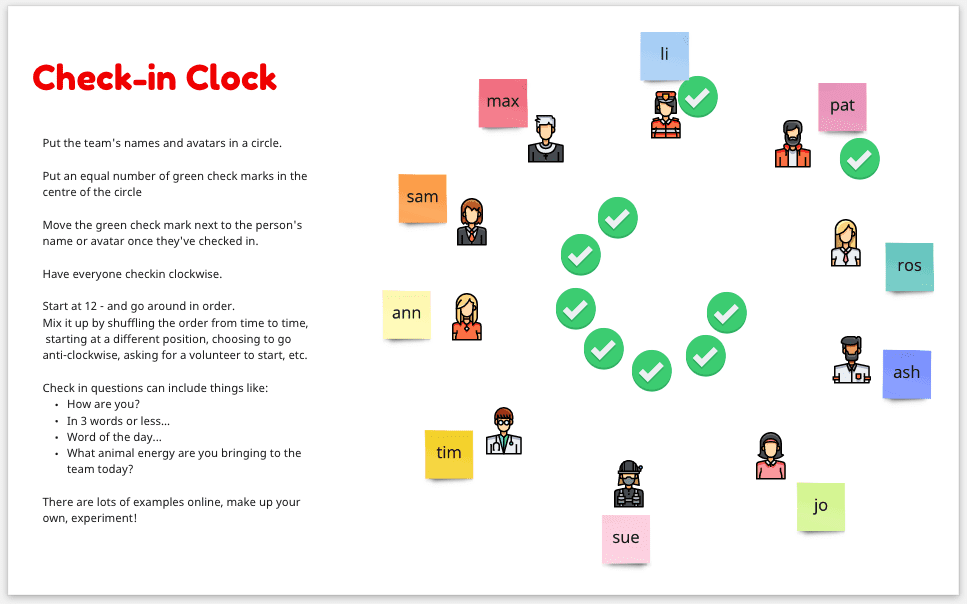 Check-in Clock
Put the team's names and avatars in a circle.
Put an equal number of green check marks in the
centre of the circle
Move the green check mark next to the person's
name or avatar once they've checked in.
Have everyone checkin clockwise.
Start at 12 - and go around in order.
Mix it up by shuffling the order from time to time,
starting at a different position, choosing to go
anti-clockwise, asking for a volunteer to start, etc.
Check in questions can include things like:
• How are you?
• In 3 words or less...
• Word of the day...
• What animal energy are you bringing to the
team today?
There are lots of examples online, make up your
own, experiment!
li
pat
ros
ash
jo
sue
tim
ann
sam
max